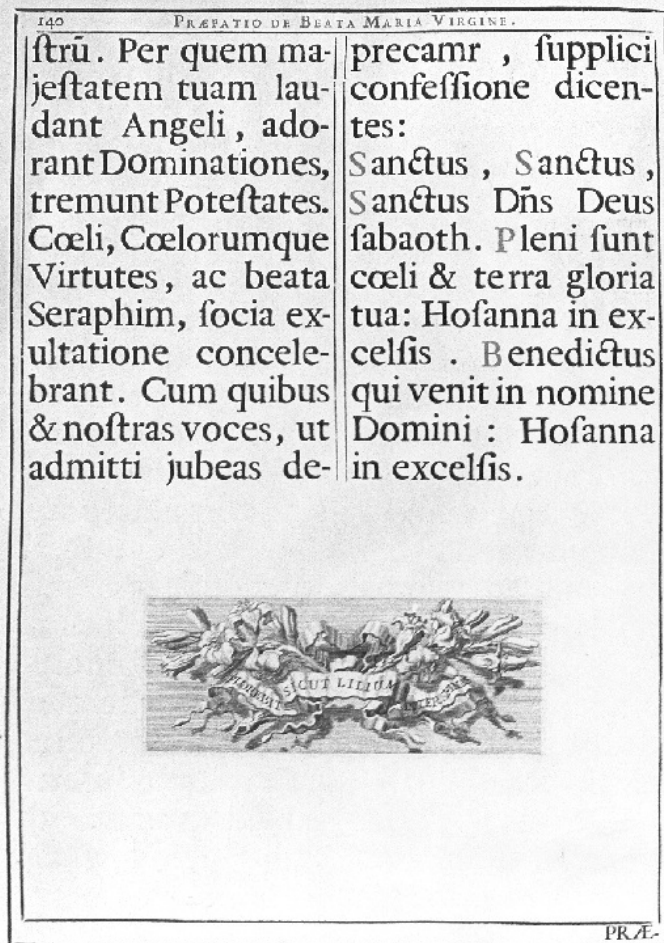 140
PRÆFATIO DE BEATA MARIA VIRGINE.
ſtrū. Per quem ma-
jeſtatem tuam lau-
dant Angeli, ado-
rant Dominationes,
tremunt Poteſtates.
Cœli, Cœlorumque
Virtutes, ac beata
Seraphim, ſocia ex-
ultatione concele-
brant. Cum quibus
& noſtras voces, ut
admitti jubeas de-
precamr, ſupplici
confeſſione dicen-
tes:
Sanctus, Sanctus,
Sanctus Dn̄s Deus
ſabaoth. Pleni ſunt
cœli & terra gloria
tua: Hoſanna in ex-
celſis. Benedictus
qui venit in nomine
Domini: Hoſanna
in excelſis.
SICUT LILIUM
PRÆ-